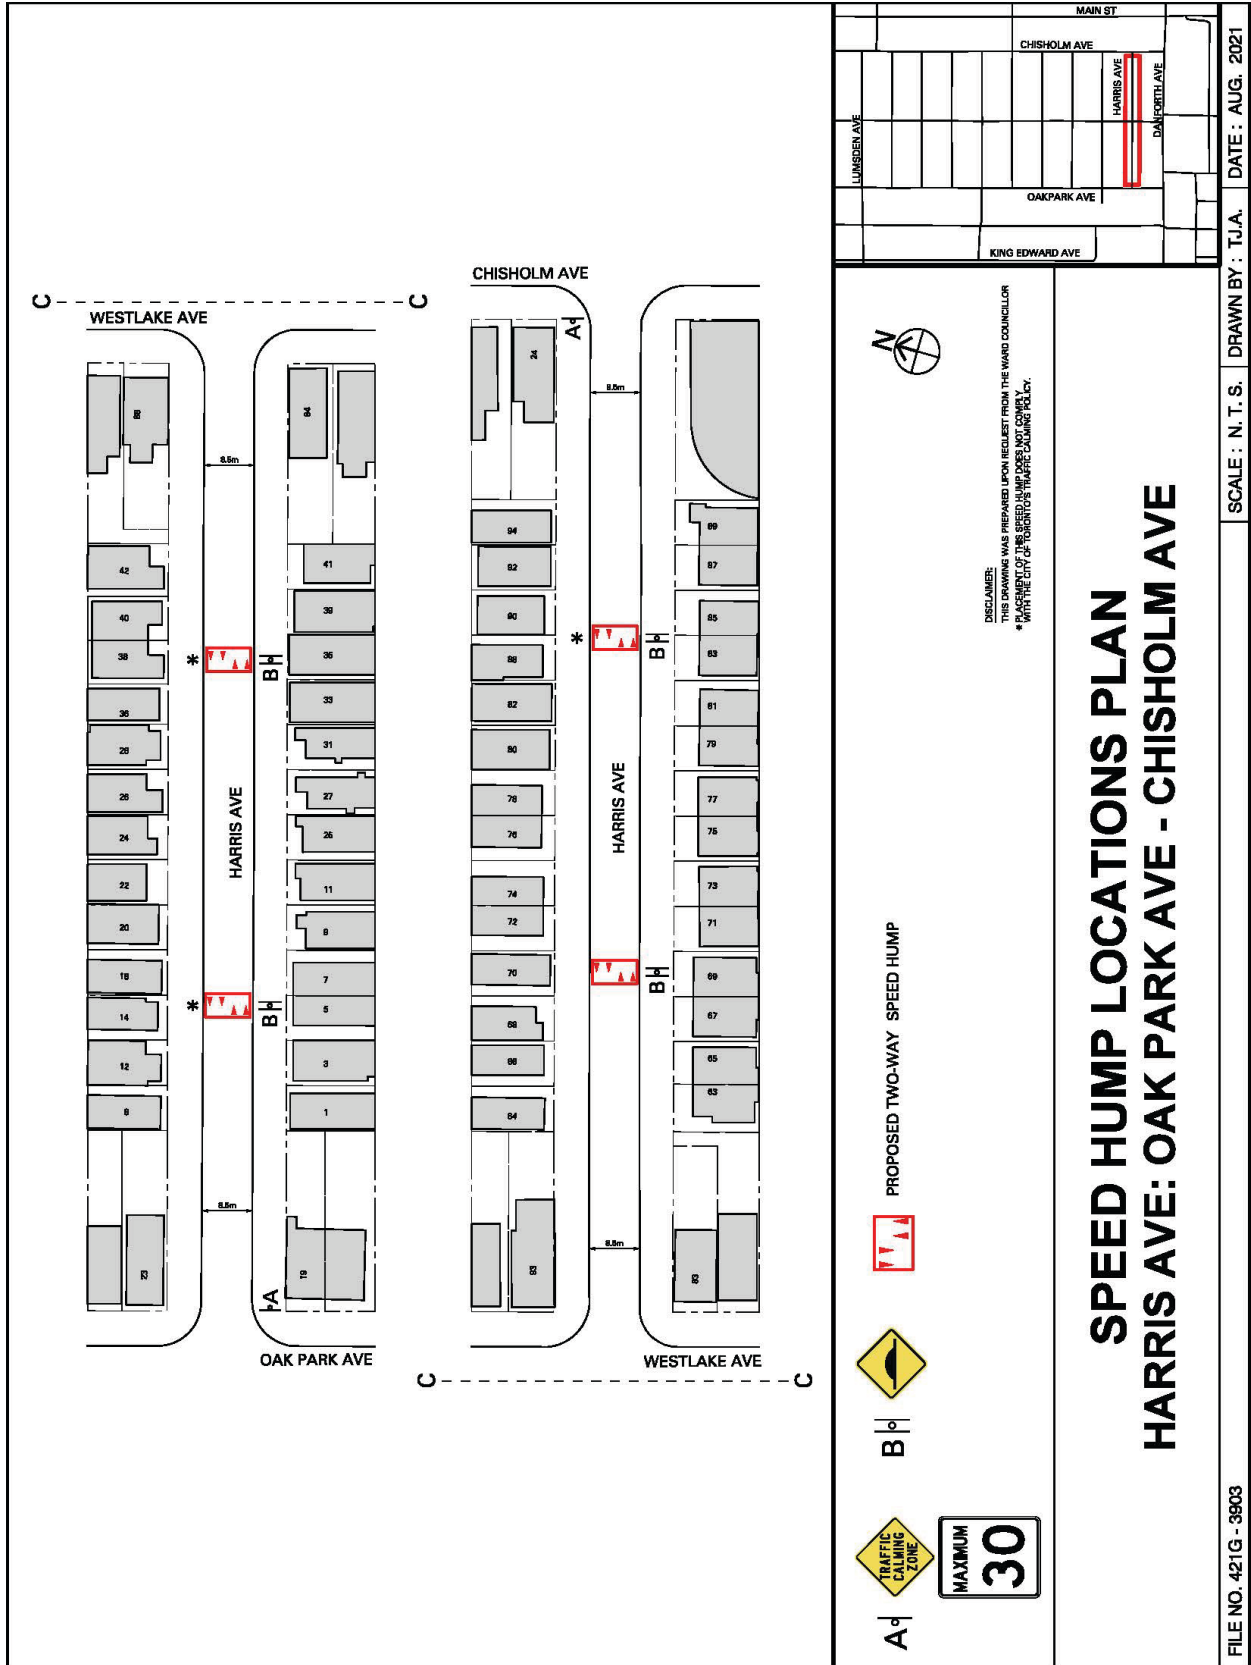 C
C
WESTLAKE AVE
88
84
8.5m
42
40
38
36
28
26
24
22
20
18
14
12
8
23
41
39
35
33
31
27
25
11
9
7
5
3
1
19
*
B
HARRIS AVE
*
B
8.5m
A
OAK PARK AVE
CHISHOLM AVE
A
24
8.5m
94
92
90
88
82
80
78
76
74
72
70
68
66
64
93
89
87
85
83
81
79
77
75
73
71
69
67
65
63
83
*
B
HARRIS AVE
B
8.5m
WESTLAKE AVE
C
C
A
TRAFFIC
CALMING
ZONE
MAXIMUM
30
B
PROPOSED TWO-WAY SPEED HUMP
N
DISCLAIMER:
THIS DRAWING WAS PREPARED UPON REQUEST FROM THE WARD COUNCILLOR
* PLACEMENT OF THIS SPEED HUMP DOES NOT COMPLY
WITH THE CITY OF TORONTO'S TRAFFIC CALMING POLICY.
MAIN ST
CHISHOLM AVE
LUMSDEN AVE
HARRIS AVE
DANFORTH AVE
OAKPARK AVE
KING EDWARD AVE
SPEED HUMP LOCATIONS PLAN
HARRIS AVE: OAK PARK AVE - CHISHOLM AVE
FILE NO. 421G - 3903
SCALE : N. T. S.
DRAWN BY : T.J.A.
DATE : AUG. 2021